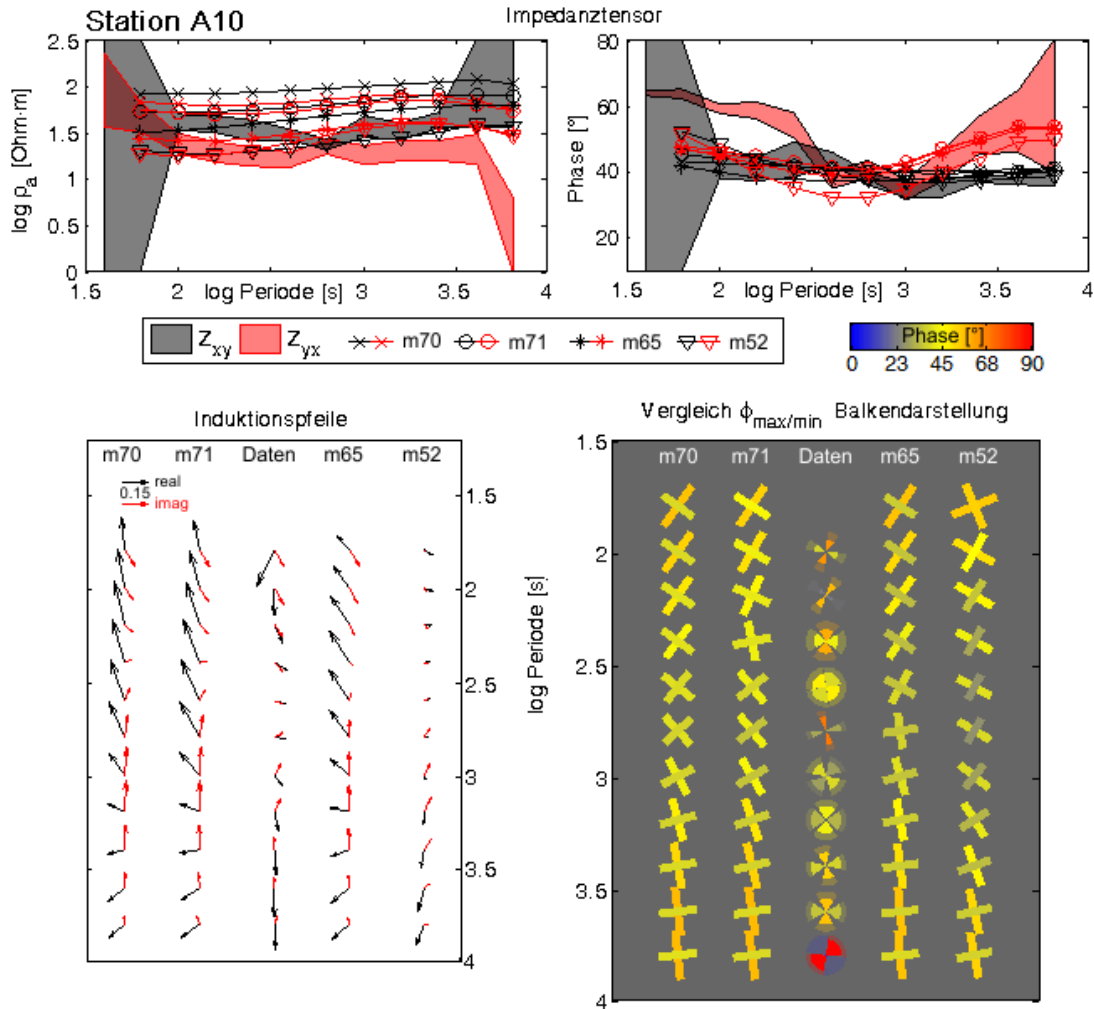 Station A10
Impedanztensor
log ρa [Ohm·m]
2.5
2
1.5
1
0.5
0
1.5 2 3 3.5 4
log Periode [s]
Phase [°]
80
60
40
20
1.5 2 3 3.5 4
log Periode [s]
Zxy Zyx m70 m71 m65 m52
Phase [°]
0 23 45 68 90
Induktionspfeile
m70 m71 Daten m65 m52
real
0.15
imag
1.5
2
2.5
3
3.5
4
log Periode [s]
Vergleich ϕmax/min Balkendarstellung
m70 m71 Daten m65 m52
1.5
2
2.5
3
3.5
4